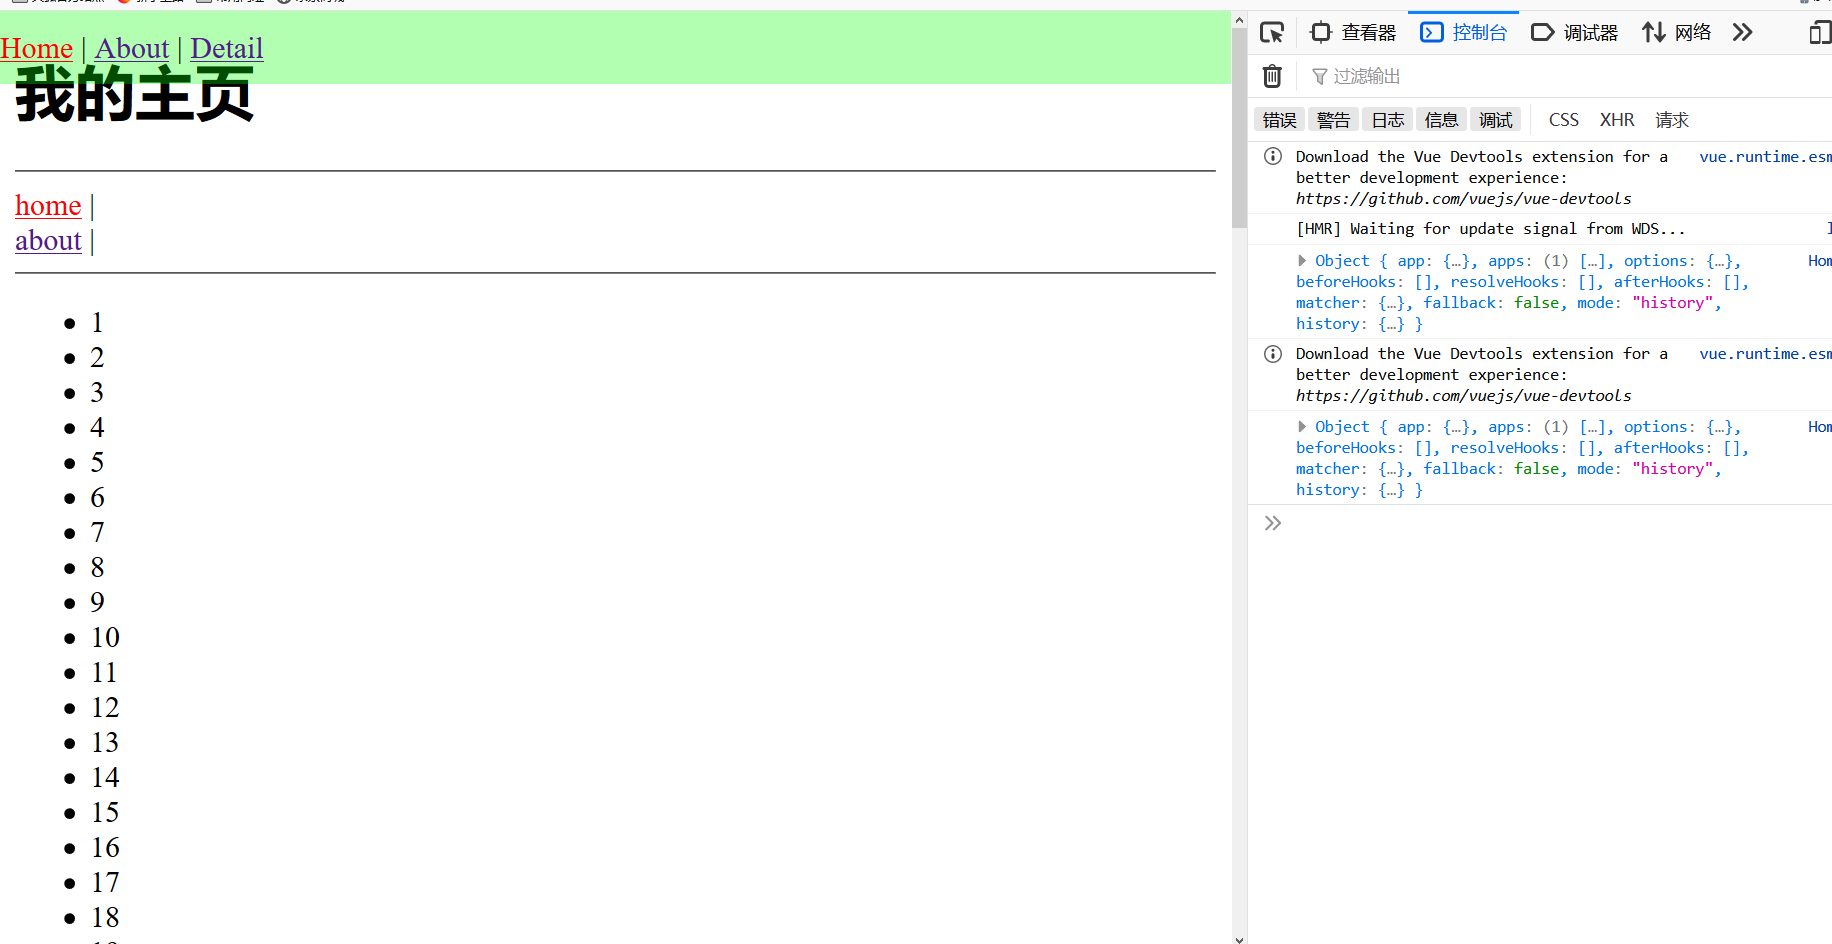 Home | About | Detail
我的主页
home |
about |
1
2
3
4
5
6
7
8
9
10
11
12
13
14
15
16
17
18
查看器
控制台
调试器
网络
过滤输出
错误 警告 日志 信息 调试 CSS XHR 请求
Download the Vue Devtools extension for a vue.runtime.esm
better development experience:
https://github.com/vuejs/vue-devtools
[HMR] Waiting for update signal from WDS...
Object { app: {…}, apps: (1) […], options: {…}, Hom
beforeHooks: [], resolveHooks: [], afterHooks: [],
matcher: {…}, fallback: false, mode: "history",
history: {…} }
Download the Vue Devtools extension for a vue.runtime.esm
better development experience:
https://github.com/vuejs/vue-devtools
Object { app: {…}, apps: (1) […], options: {…}, Hom
beforeHooks: [], resolveHooks: [], afterHooks: [],
matcher: {…}, fallback: false, mode: "history",
history: {…} }